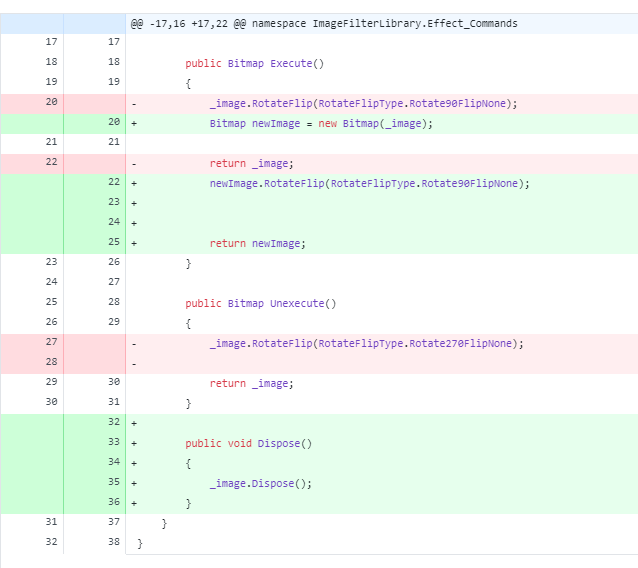 @@ -17,16 +17,22 @@ namespace ImageFilterLibrary.Effect_Commands
17 17
18 18 public Bitmap Execute()
19 19 {
20 - _image.RotateFlip(RotateFlipType.Rotate90FlipNone);
20 + Bitmap newImage = new Bitmap(_image);
21 21
22 - return _image;
22 + newImage.RotateFlip(RotateFlipType.Rotate90FlipNone);
23 +
24 +
25 + return newImage;
23 26 }
24 27
25 28 public Bitmap Unexecute()
26 29 {
27 - _image.RotateFlip(RotateFlipType.Rotate270FlipNone);
28 -
29 30 return _image;
30 31 }
32 +
33 + public void Dispose()
34 + {
35 + _image.Dispose();
36 + }
31 37 }
32 38 }